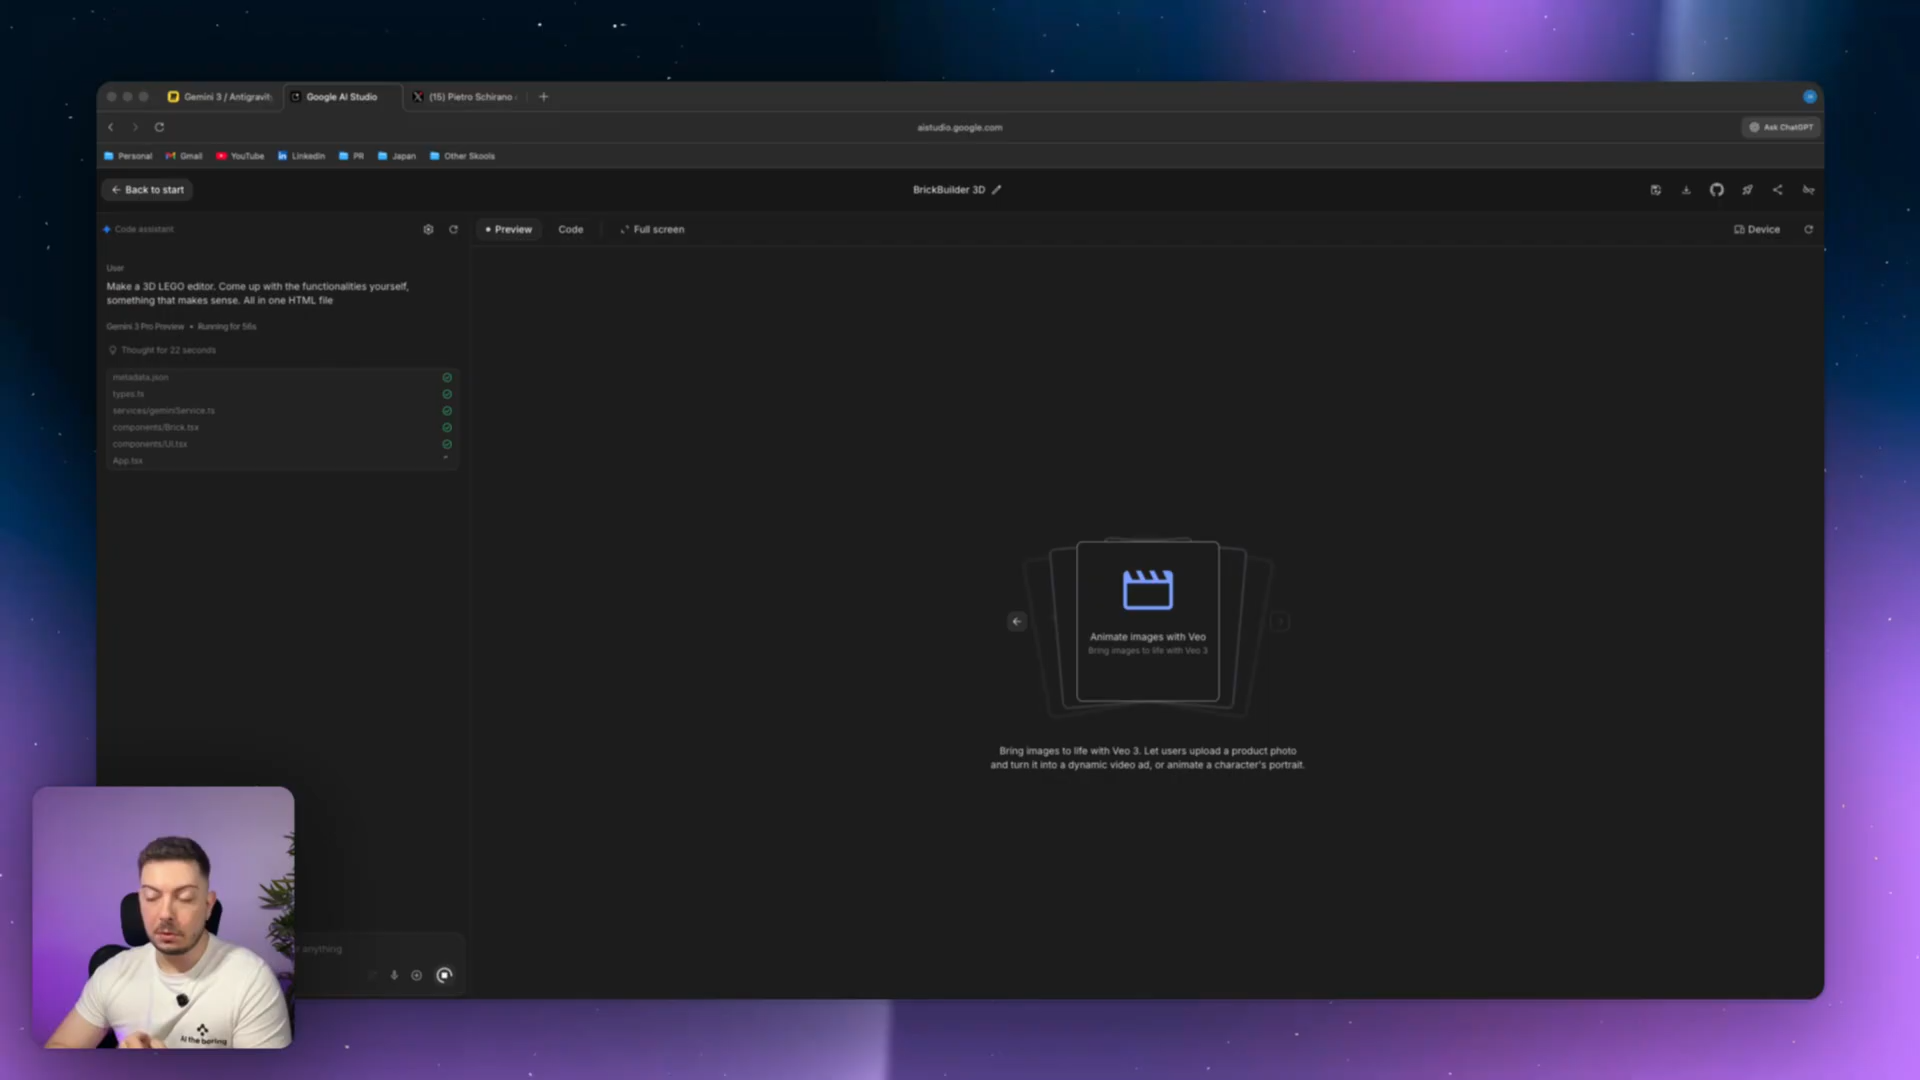 Gemini 3 / Antigravit
Google AI Studio
(15) Pietro Schirano
aistudio.google.com
Ask ChatGPT
Personal
Gmail
YouTube
LinkedIn
PR
Japan
Other Skools
Back to start
BrickBuilder 3D
Code assistant
Preview
Code
Full screen
Device
User
Make a 3D LEGO editor. Come up with the functionalities yourself,
something that makes sense. All in one HTML file
Gemini 3 Pro Preview • Running for 56s
Thought for 22 seconds
metadata.json
types.ts
services/geminiService.ts
components/Brick.tsx
components/UI.tsx
App.tsx
Animate images with Veo
Bring images to life with Veo 3
Bring images to life with Veo 3. Let users upload a product photo
and turn it into a dynamic video ad, or animate a character's portrait.
r anything
AI the boring